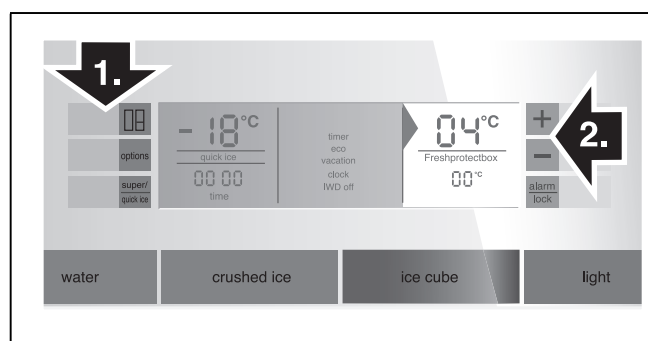 1.
- 18°C
quick ice
00 00
time
timer
eco
vacation
clock
IWD off
04°C
Freshprotectbox
00°C
options
super/
quick ice
+
-
alarm
lock
2.
water
crushed ice
ice cube
light